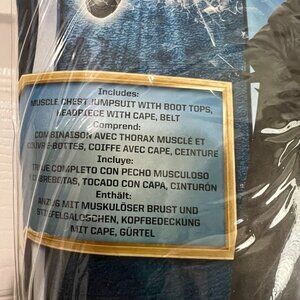 Includes:
MUSCLE CHEST JUMPSUIT WITH BOOT TOPS,
HEADPIECE WITH CAPE, BELT
Comprend:
COMBINAISON AVEC THORAX MUSCLÉ ET
COUVRE-BOTTES, COIFFE AVEC CAPE, CEINTURE
Incluye:
TRAJE COMPLETO CON PECHO MUSCULOSO
Y CUBREBOTAS, TOCADO CON CAPA, CINTURÓN
Enthält:
ANZUG MIT MUSKULÖSER BRUST UND
STIEFELGALOSCHEN, KOPFBEDECKUNG
MIT CAPE, GÜRTEL